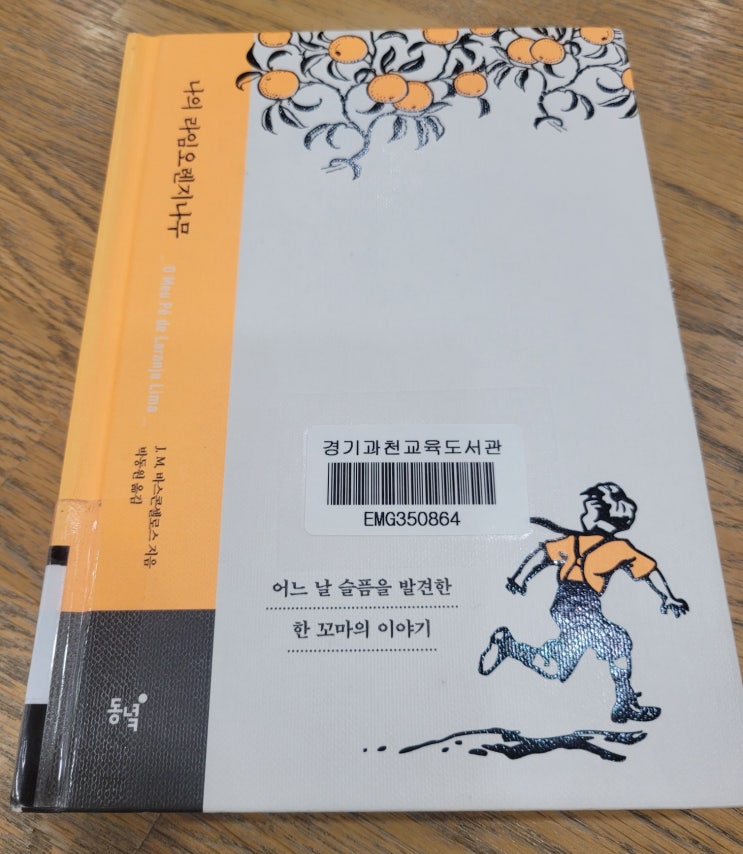 나의 라임오렌지나무
... O Meu Pé de Laranja Lima ...
J. M. 바스콘셀로스 지음
박동원 옮김
경기과천교육도서관
EMG350864
어느 날 슬픔을 발견한
한 꼬마의 이야기
동녘